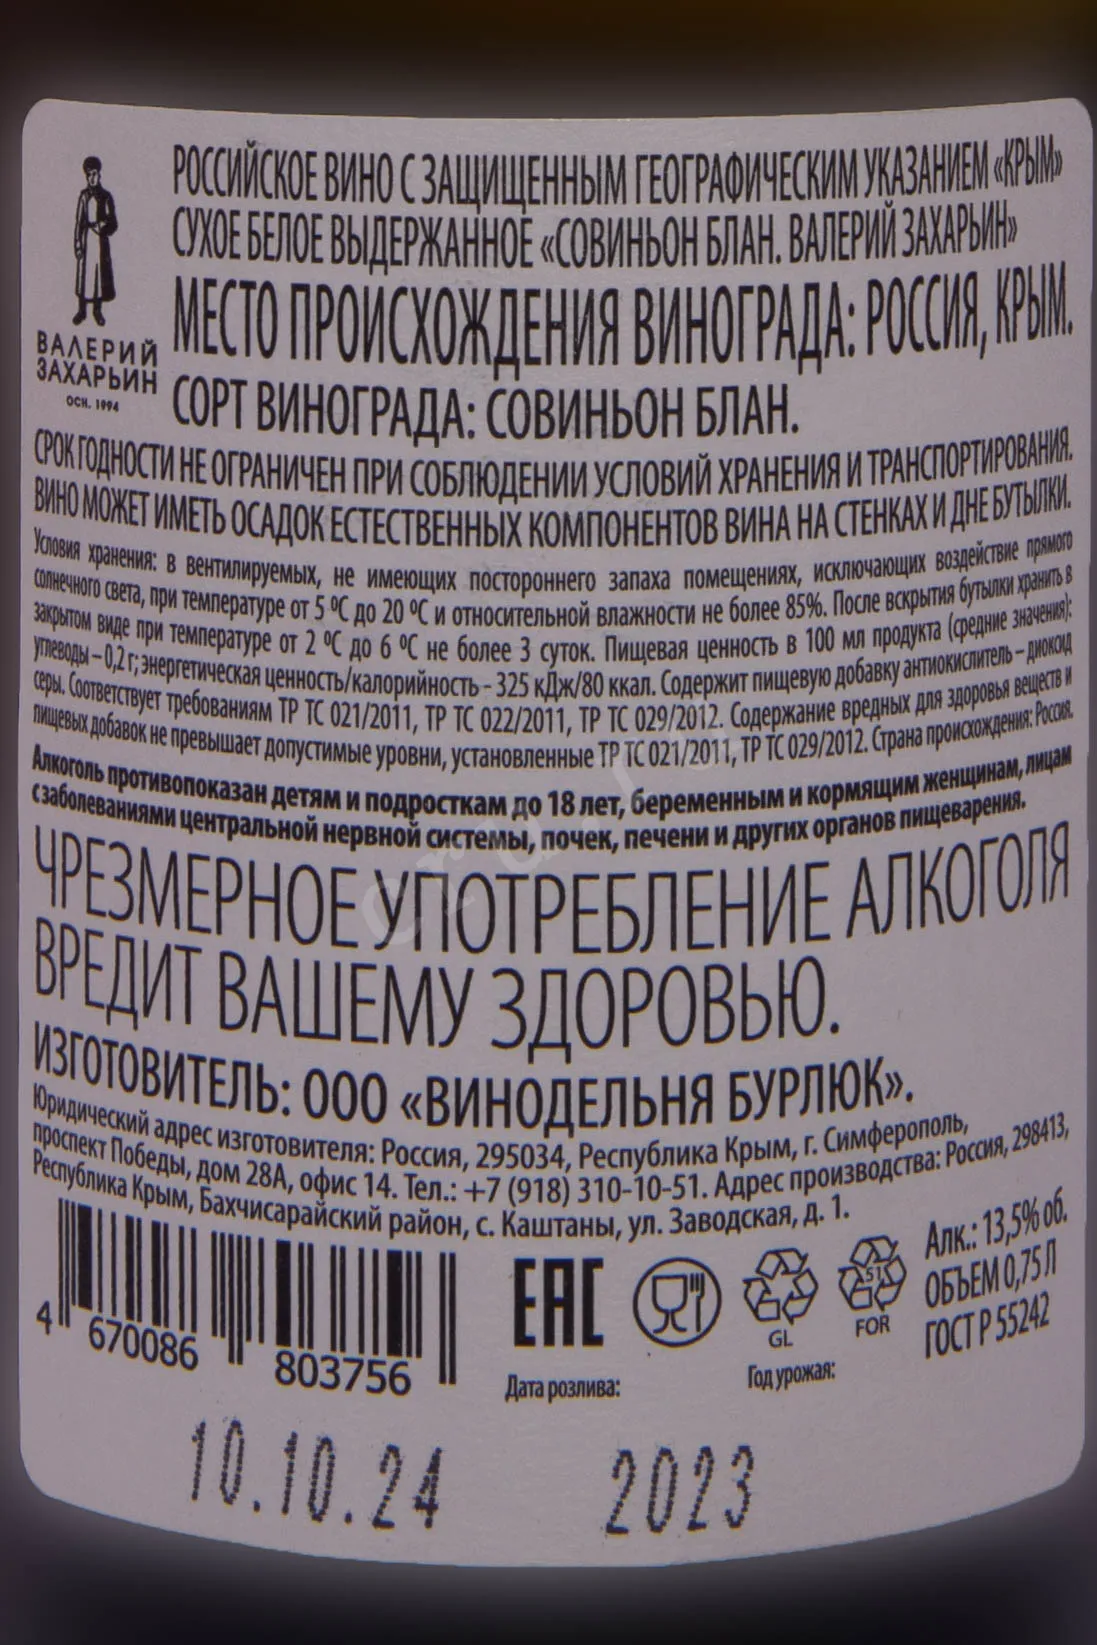 РОССИЙСКОЕ ВИНО С ЗАЩИЩЕННЫМ ГЕОГРАФИЧЕСКИМ УКАЗАНИЕМ «КРЫМ»
СУХОЕ БЕЛОЕ ВЫДЕРЖАННОЕ «СОВИНЬОН БЛАН. ВАЛЕРИЙ ЗАХАРЬИН»
МЕСТО ПРОИСХОЖДЕНИЯ ВИНОГРАДА: РОССИЯ, КРЫМ.
СОРТ ВИНОГРАДА: СОВИНЬОН БЛАН.
ВАЛЕРИЙ
ЗАХАРЬИН
ОСН. 1994
СРОК ГОДНОСТИ НЕ ОГРАНИЧЕН ПРИ СОБЛЮДЕНИИ УСЛОВИЙ ХРАНЕНИЯ И ТРАНСПОРТИРОВАНИЯ.
ВИНО МОЖЕТ ИМЕТЬ ОСАДОК ЕСТЕСТВЕННЫХ КОМПОНЕНТОВ ВИНА НА СТЕНКАХ И ДНЕ БУТЫЛКИ.
Условия хранения: в вентилируемых, не имеющих постороннего запаха помещениях, исключающих воздействие прямого
солнечного света, при температуре от 5 ºС до 20 ºС и относительной влажности не более 85%. После вскрытия бутылки хранить в
закрытом виде при температуре от 2 ºС до 6 ºС не более 3 суток. Пищевая ценность в 100 мл продукта (средние значения):
углеводы – 0,2 г; энергетическая ценность/калорийность - 325 кДж/80 ккал. Содержит пищевую добавку антиокислитель – диоксид
серы. Соответствует требованиям ТР ТС 021/2011, ТР ТС 022/2011, ТР ТС 029/2012. Содержание вредных для здоровья веществ и
пищевых добавок не превышает допустимые уровни, установленные ТР ТС 021/2011, ТР ТС 029/2012. Страна происхождения: Россия.
Алкоголь противопоказан детям и подросткам до 18 лет, беременным и кормящим женщинам, лицам
с заболеваниями центральной нервной системы, почек, печени и других органов пищеварения.
ЧРЕЗМЕРНОЕ УПОТРЕБЛЕНИЕ АЛКОГОЛЯ
ВРЕДИТ ВАШЕМУ ЗДОРОВЬЮ.
ИЗГОТОВИТЕЛЬ: ООО «ВИНОДЕЛЬНЯ БУРЛЮК».
Юридический адрес изготовителя: Россия, 295034, Республика Крым, г. Симферополь,
проспект Победы, дом 28А, офис 14. Тел.: +7 (918) 310-10-51. Адрес производства: Россия, 298413,
Республика Крым, Бахчисарайский район, с. Каштаны, ул. Заводская, д. 1.
4 670086 803756
EAC
GL
51
FOR
Алк.: 13,5% об.
ОБЪЕМ 0,75 Л
ГОСТ Р 55242
Дата розлива:
Год урожая:
10.10.24
2023
cru.ru